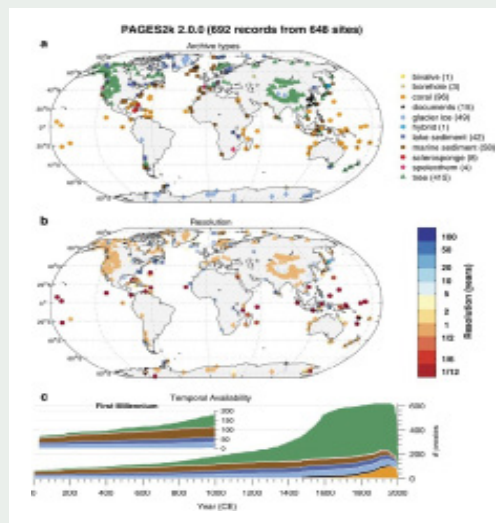 PAGES2k 2.0.0 (692 records from 648 sites)
a
Archive types
bivalve (1)
borehole (3)
coral (96)
documents (15)
glacier ice (49)
hybrid (1)
lake sediment (42)
marine sediment (58)
sclerosponge (8)
speleothem (4)
tree (415)
b
Resolution
100
50
20
10
5
2
1
1/2
1/12
Resolution (years)
c
Temporal Availability
First Millennium
200
150
100
50
0
600
400
200
0
# proxies
0 200 400 600 800 1000 1200 1400 1600 1800 2000
Year (CE)